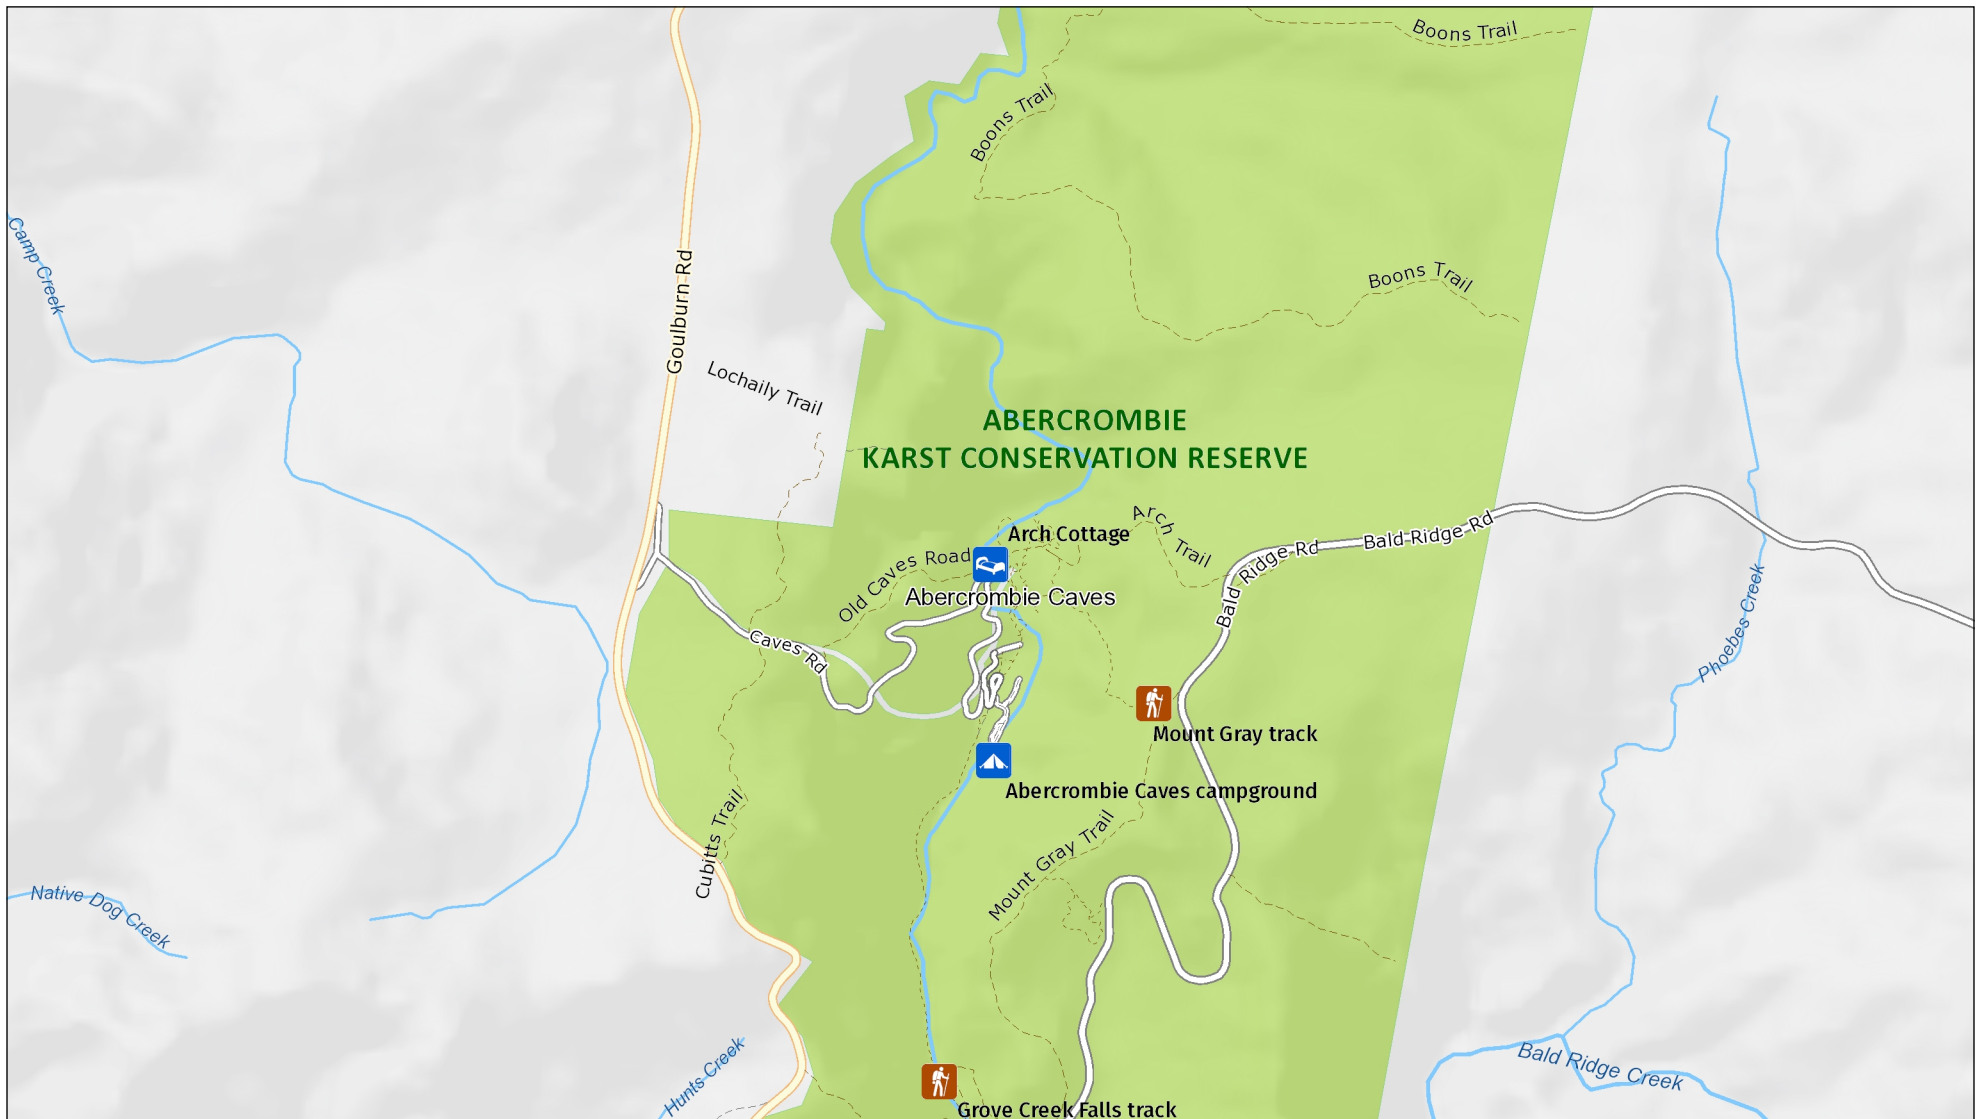 Boons Trail
Boons Trail
Camp Creek
Goulburn Rd
Boons Trail
Lochaily Trail
ABERCROMBIE
KARST CONSERVATION RESERVE
Arch Cottage
Arch Trail
Old Caves Road
Bald Ridge Rd
Bald Ridge Rd
Abercrombie Caves
Caves Rd
Phoebes Creek
Mount Gray track
Abercrombie Caves campground
Cubitts Trail
Mount Gray Trail
Native Dog Creek
Hunts Creek
Bald Ridge Creek
Grove Creek Falls track